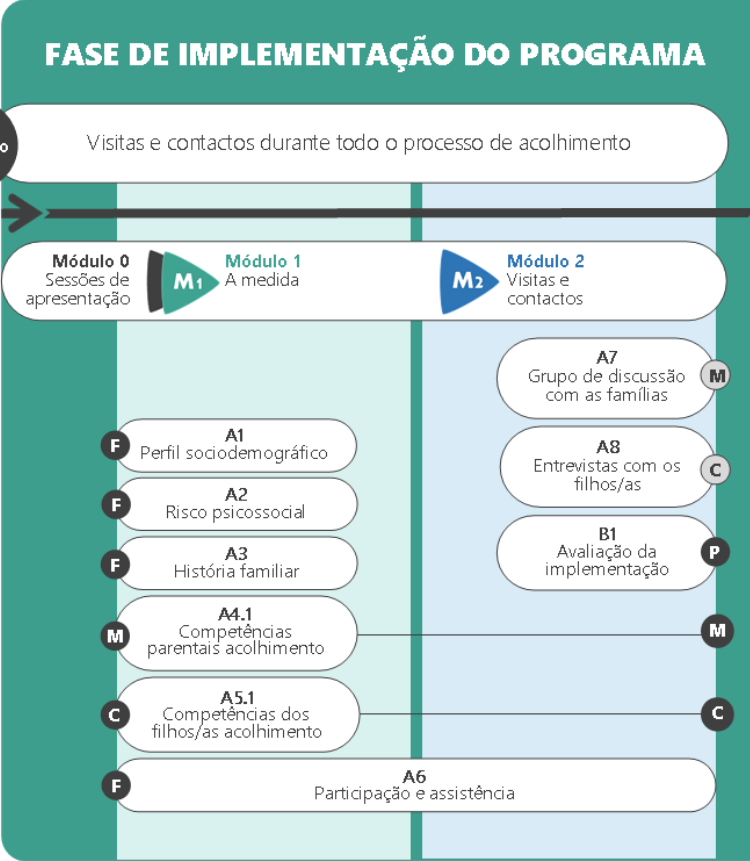 FASE DE IMPLEMENTAÇÃO DO PROGRAMA
o
Visitas e contactos durante todo o processo de acolhimento
Módulo 0
Sessões de
apresentação
M1
Módulo 1
A medida
M2
Módulo 2
Visitas e
contactos
A7
Grupo de discussão
com as famílias
M
F
A1
Perfil sociodemográfico
A8
Entrevistas com os
filhos/as
C
F
A2
Risco psicossocial
B1
Avaliação da
implementação
P
F
A3
História familiar
M
A4.1
Competências
parentais acolhimento
M
C
A5.1
Competências dos
filhos/as acolhimento
C
F
A6
Participação e assistência